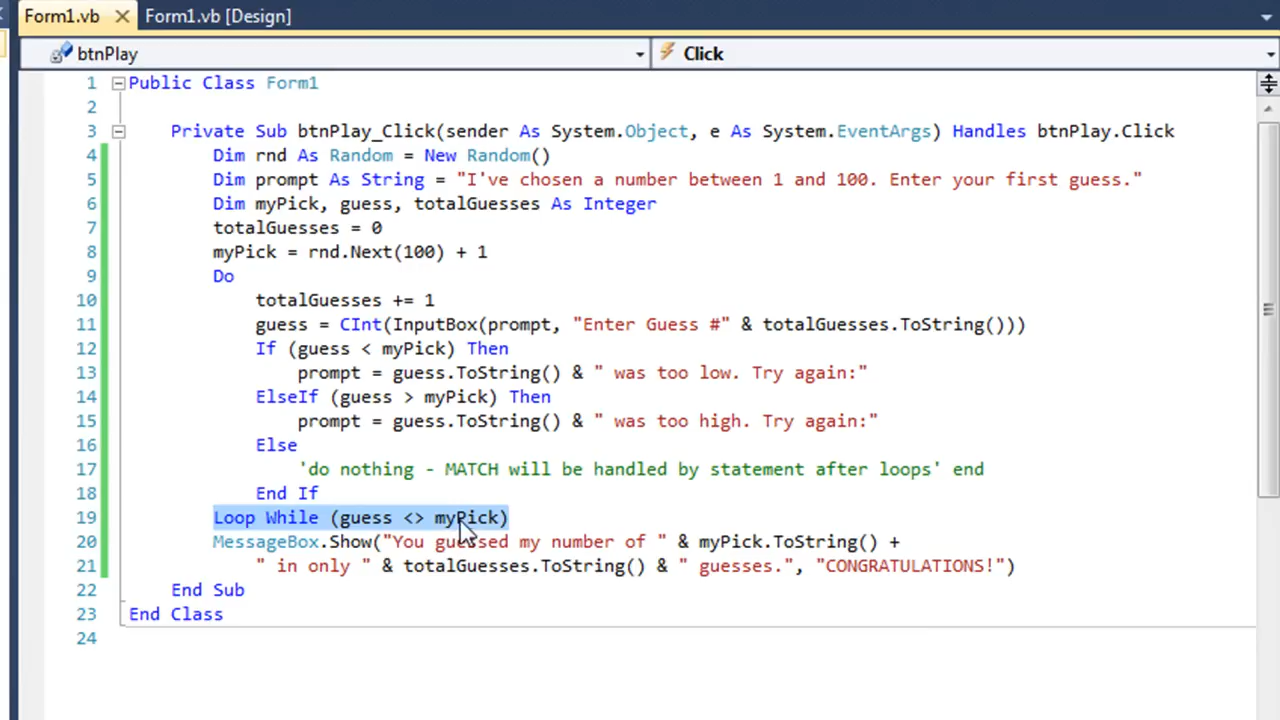 Form1.vb Form1.vb [Design]
btnPlay Click
1 Public Class Form1
2
3 Private Sub btnPlay_Click(sender As System.Object, e As System.EventArgs) Handles btnPlay.Click
4 Dim rnd As Random = New Random()
5 Dim prompt As String = "I've chosen a number between 1 and 100. Enter your first guess."
6 Dim myPick, guess, totalGuesses As Integer
7 totalGuesses = 0
8 myPick = rnd.Next(100) + 1
9 Do
10 totalGuesses += 1
11 guess = CInt(InputBox(prompt, "Enter Guess #" & totalGuesses.ToString()))
12 If (guess < myPick) Then
13 prompt = guess.ToString() & " was too low. Try again:"
14 ElseIf (guess > myPick) Then
15 prompt = guess.ToString() & " was too high. Try again:"
16 Else
17 'do nothing - MATCH will be handled by statement after loops' end
18 End If
19 Loop While (guess <> myPick)
20 MessageBox.Show("You guessed my number of " & myPick.ToString() +
21 " in only " & totalGuesses.ToString() & " guesses.", "CONGRATULATIONS!")
22 End Sub
23 End Class
24